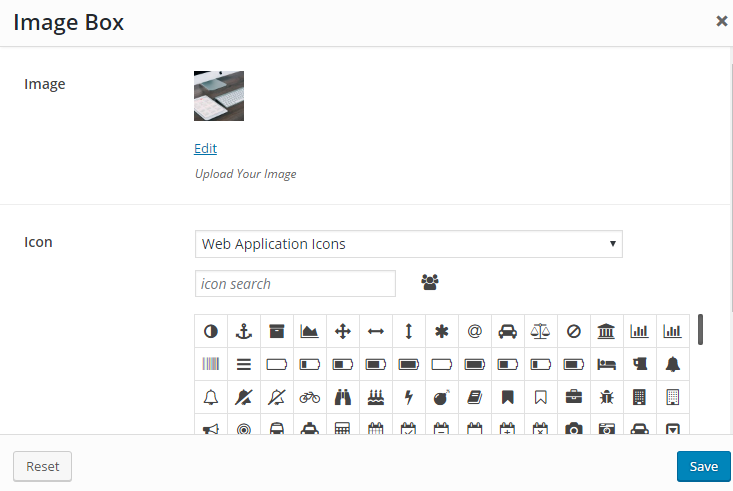 Image Box
Image
Edit
Upload Your Image
Icon
Web Application Icons
icon search
Reset
Save